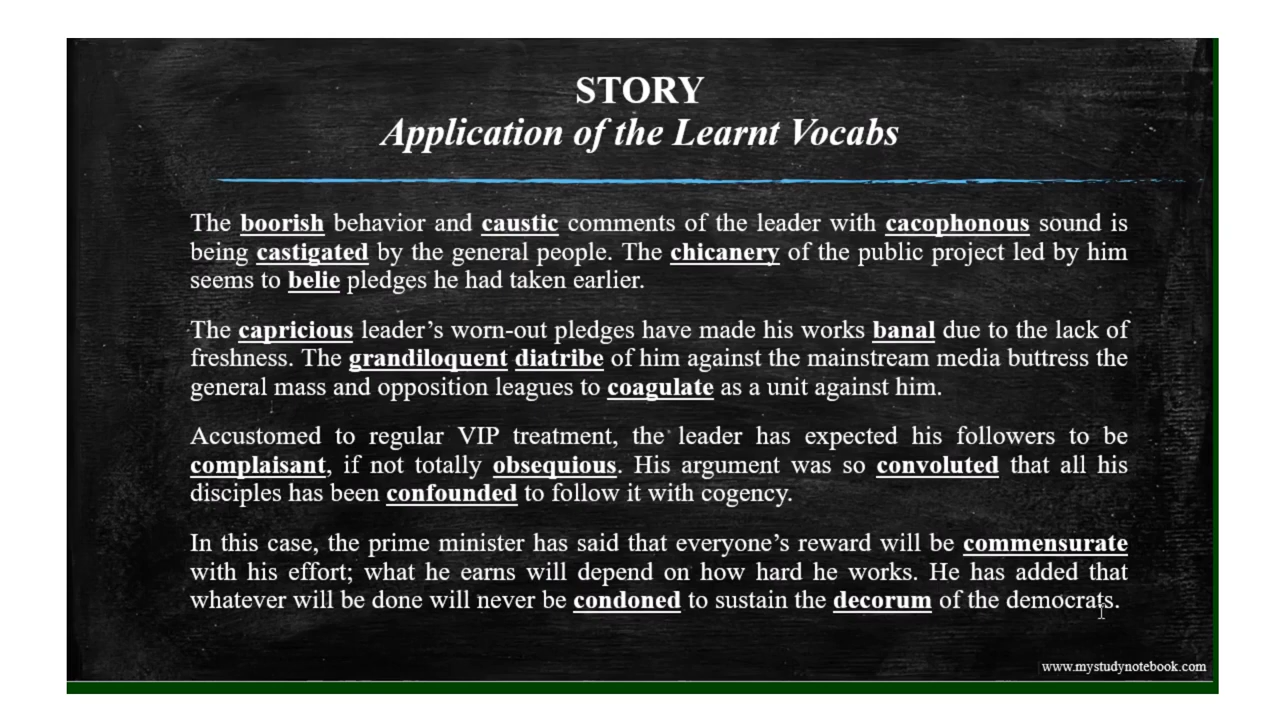 STORY
Application of the Learnt Vocabs
The boorish behavior and caustic comments of the leader with cacophonous sound is
being castigated by the general people. The chicanery of the public project led by him
seems to belie pledges he had taken earlier.
The capricious leader’s worn-out pledges have made his works banal due to the lack of
freshness. The grandiloquent diatribe of him against the mainstream media buttress the
general mass and opposition leagues to coagulate as a unit against him.
Accustomed to regular VIP treatment, the leader has expected his followers to be
complaisant, if not totally obsequious. His argument was so convoluted that all his
disciples has been confounded to follow it with cogency.
In this case, the prime minister has said that everyone’s reward will be commensurate
with his effort; what he earns will depend on how hard he works. He has added that
whatever will be done will never be condoned to sustain the decorum of the democrats.
www.mystudynotebook.com